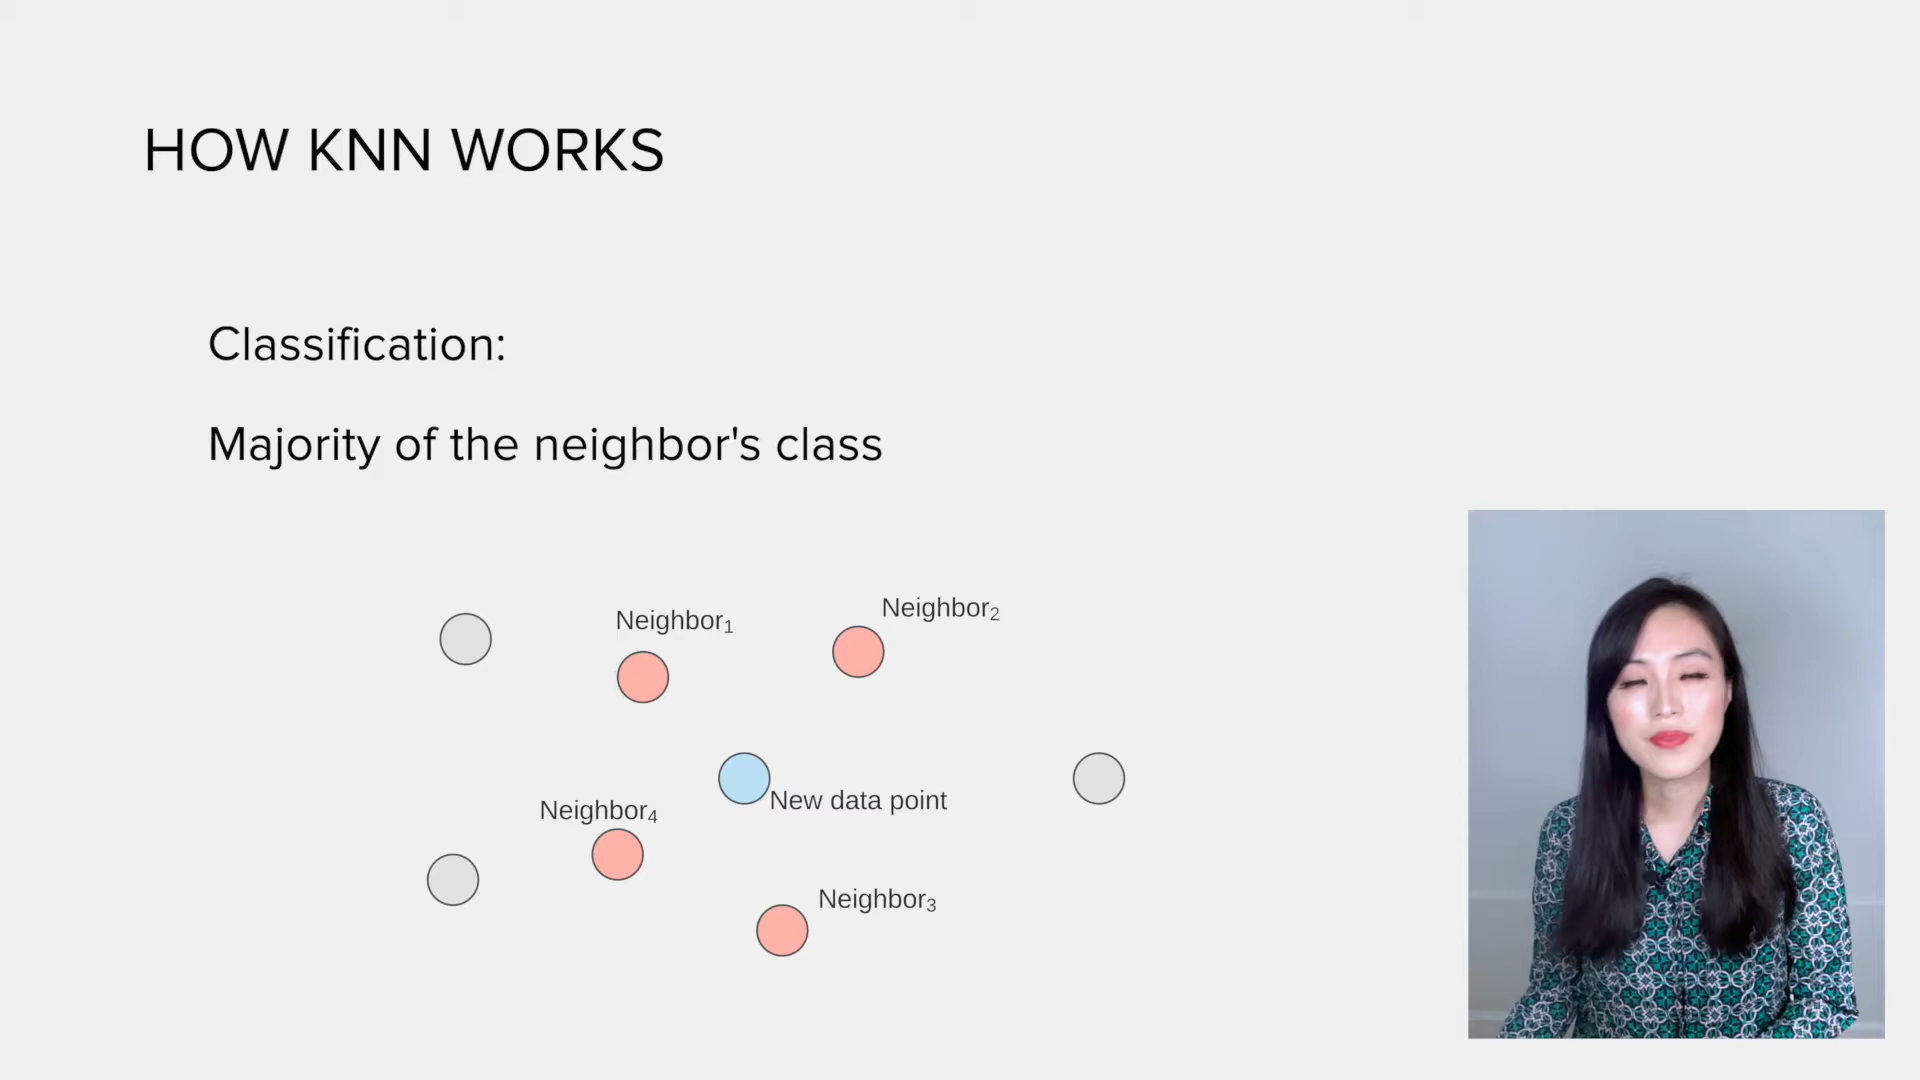 HOW KNN WORKS
Classification:
Majority of the neighbor's class
Neighbor₁
Neighbor₂
New data point
Neighbor₄
Neighbor₃